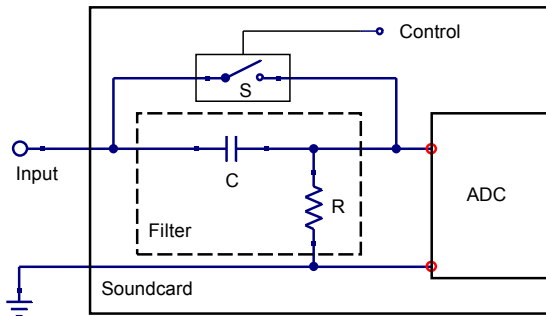 Control
S
Input
C
R
ADC
Filter
Soundcard